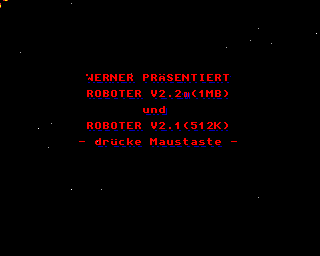 WERNER PRÄSENTIERT
ROBOTER V2.2m(1MB)
und
ROBOTER V2.1(512K)
- drücke Maustaste -